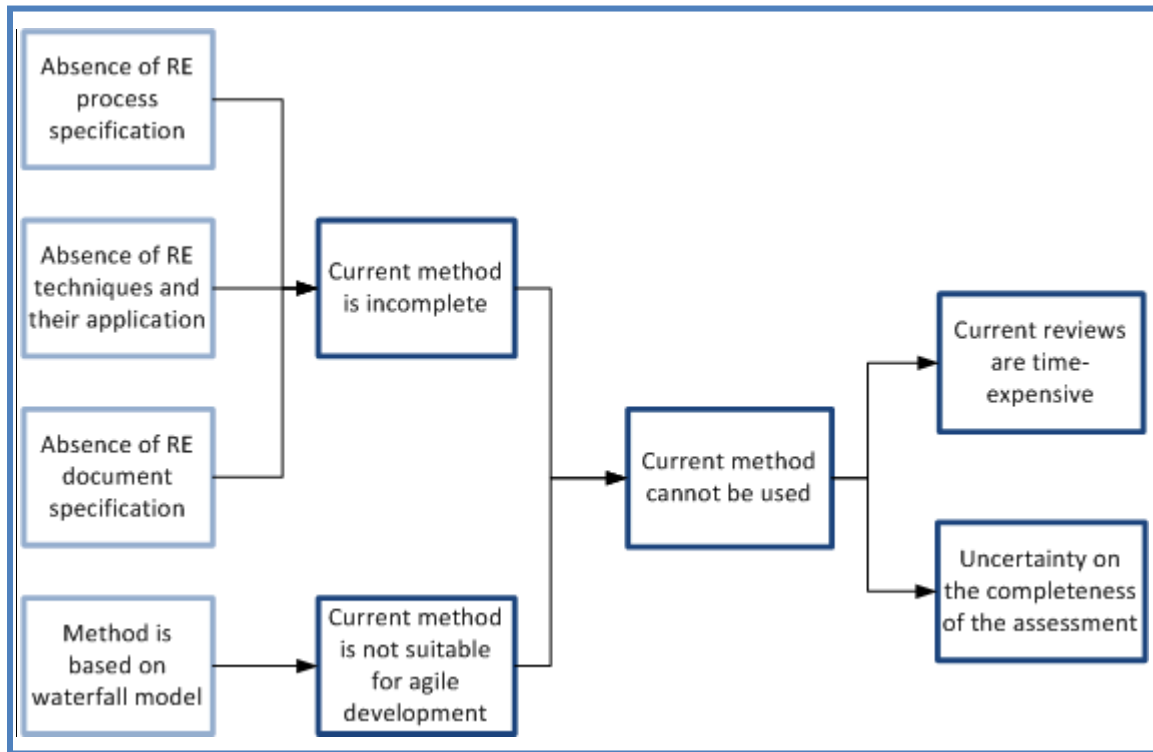 Absence of RE
process
specification
Absence of RE
techniques and
their application
Absence of RE
document
specification
Method is
based on
waterfall model
Current method
is incomplete
Current method
is not suitable
for agile
development
Current method
cannot be used
Current reviews
are time-
expensive
Uncertainty on
the completeness
of the assessment